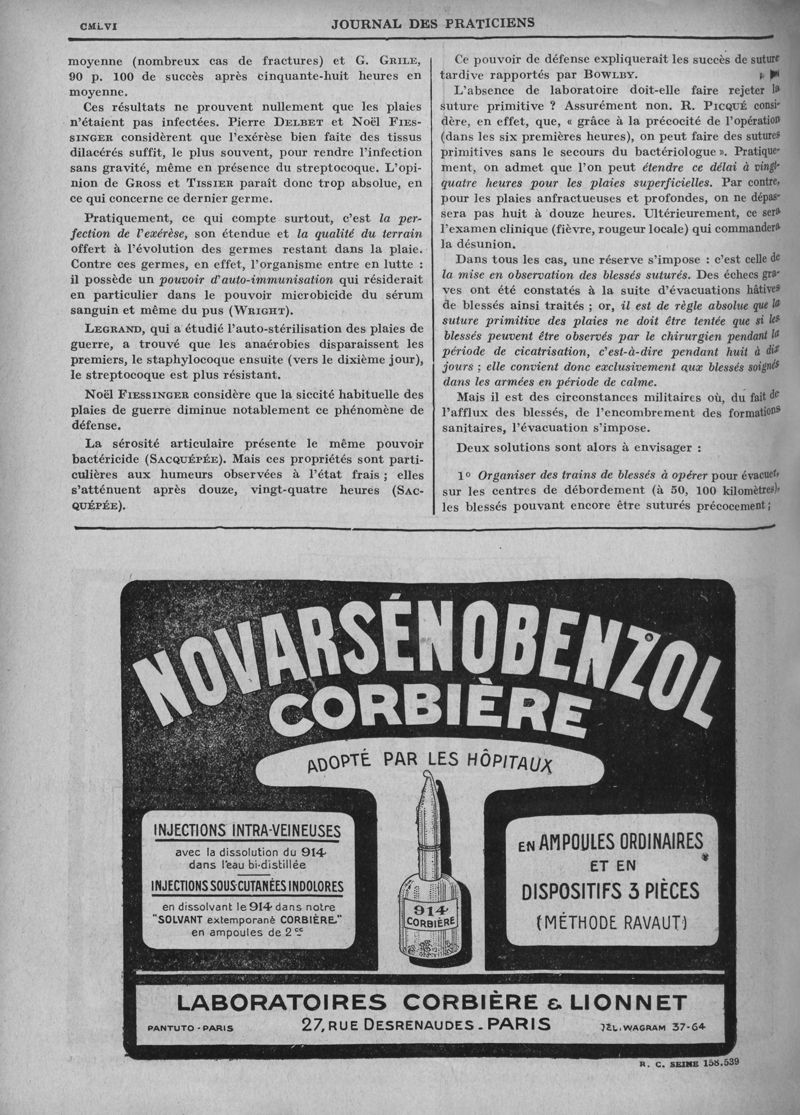 CMLVI
JOURNAL DES PRATICIENS
moyenne (nombreux cas de fractures) et G. GRILE,
90 p. 100 de succès après cinquante-huit heures en
moyenne.
Ces résultats ne prouvent nullement que les plaies
n'étaient pas infectées. Pierre DELBET et Noël FIES-
SINGER considèrent que l'exérèse bien faite des tissus
dilacérés suffit, le plus souvent, pour rendre l'infection
sans gravité, même en présence du streptocoque. L'opi-
nion de GROSS et TISSIER paraît donc trop absolue, en
ce qui concerne ce dernier germe.
Pratiquement, ce qui compte surtout, c'est la per-
fection de l'exérèse, son étendue et la qualité du terrain
offert à l'évolution des germes restant dans la plaie.
Contre ces germes, en effet, l'organisme entre en lutte :
il possède un pouvoir d'auto-immunisation qui résiderait
en particulier dans le pouvoir microbicide du sérum
sanguin et même du pus (WRIGHT).
LEGRAND, qui a étudié l'auto-stérilisation des plaies de
guerre, a trouvé que les anaérobies disparaissent les
premiers, le staphylocoque ensuite (vers le dixième jour),
le streptocoque est plus résistant.
Noël FIESSINGER considère que la siccité habituelle des
plaies de guerre diminue notablement ce phénomène de
défense.
La sérosité articulaire présente le même pouvoir
bactéricide (SACQUÉPÉE). Mais ces propriétés sont parti-
culières aux humeurs observées à l'état frais ; elles
s'atténuent après douze, vingt-quatre heures (SAC-
QUÉPÉE).
Ce pouvoir de défense expliquerait les succès de suture
tardive rapportés par BOWLBY.
L'absence de laboratoire doit-elle faire rejeter la
suture primitive ? Assurément non. R. PICQUÉ consi-
dère, en effet, que, « grâce à la précocité de l'opération
(dans les six premières heures), on peut faire des sutures
primitives sans le secours du bactériologue ». Pratique-
ment, on admet que l'on peut étendre ce délai à vingt-
quatre heures pour les plaies superficielles. Par contre,
pour les plaies anfractueuses et profondes, on ne dépas-
sera pas huit à douze heures. Ultérieurement, ce sera
l'examen clinique (fièvre, rougeur locale) qui commandera
la désunion.
Dans tous les cas, une réserve s'impose : c'est celle de
la mise en observation des blessés suturés. Des échecs gra-
ves ont été constatés à la suite d'évacuations hâtives
de blessés ainsi traités ; or, il est de règle absolue que la
suture primitive des plaies ne doit être tentée que si les
blessés peuvent être observés par le chirurgien pendant la
période de cicatrisation, c'est-à-dire pendant huit à dix
jours ; elle convient donc exclusivement aux blessés soignés
dans les armées en période de calme.
Mais il est des circonstances militaires où, du fait de
l'afflux des blessés, de l'encombrement des formations
sanitaires, l'évacuation s'impose.
Deux solutions sont alors à envisager :
1º Organiser des trains de blessés à opérer pour évacuer,
sur les centres de débordement (à 50, 100 kilomètres),
les blessés pouvant encore être suturés précocement ;
NOVARSÉNOBENZOL
CORBIÈRE
ADOPTÉ PAR LES HÔPITAUX
INJECTIONS INTRA-VEINEUSES
avec la dissolution du 914
dans l'eau bi-distillée
INJECTIONS SOUS-CUTANÉES INDOLORES
en dissolvant le 914 dans notre
"SOLVANT extemporané CORBIÈRE"
en ampoules de 2 cc
914
CORBIÈRE
EN AMPOULES ORDINAIRES
ET EN
DISPOSITIFS 3 PIÈCES
(MÉTHODE RAVAUT)
LABORATOIRES CORBIÈRE & LIONNET
PANTUTO - PARIS
27, RUE DESRENAUDES - PARIS
TÉL. WAGRAM 37-64
R. C. SEINE 158.539